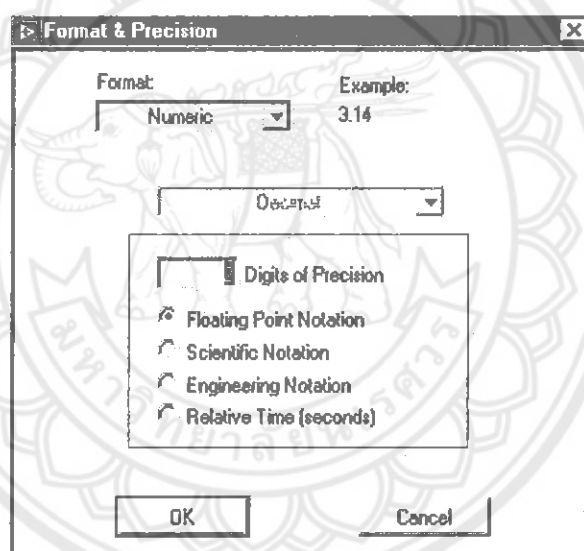 Format & Precision
Format:
Example:
Numeric
3.14
Decimal
Digits of Precision
Floating Point Notation
Scientific Notation
Engineering Notation
Relative Time (seconds)
OK
Cancel